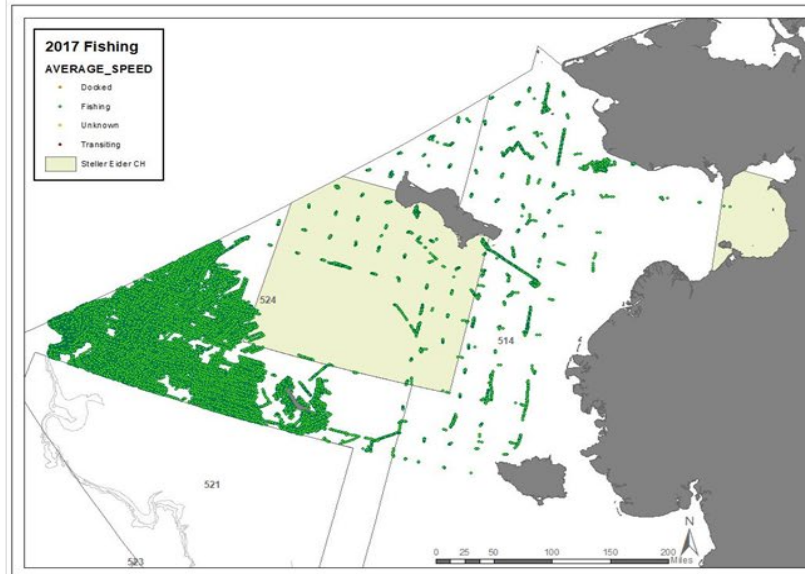 2017 Fishing
AVERAGE_SPEED
Docked
Fishing
Unknown
Transiting
Steller Eider CH
524
514
521
523
N
0 25 50 100 150 200
Miles